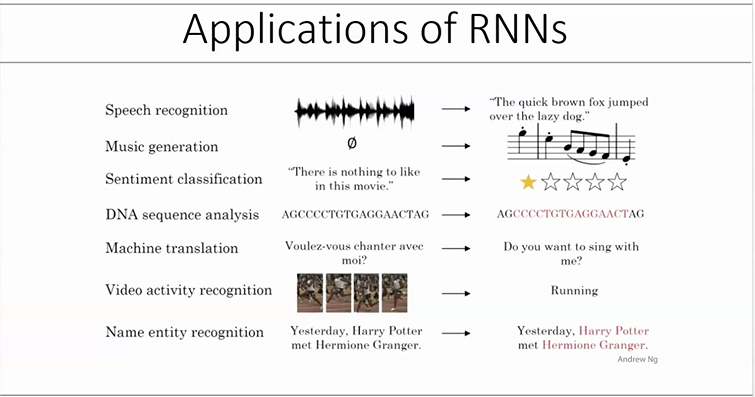 Applications of RNNs
Speech recognition
“The quick brown fox jumped
over the lazy dog.”
Music generation
∅
Sentiment classification
“There is nothing to like
in this movie.”
DNA sequence analysis
AGCCCCTGTGAGGAACTAG
AGCCCCTGTGAGGAACTAG
Machine translation
Voulez-vous chanter avec
moi?
Do you want to sing with
me?
Video activity recognition
Running
Name entity recognition
Yesterday, Harry Potter
met Hermione Granger.
Yesterday, Harry Potter
met Hermione Granger.
Andrew Ng